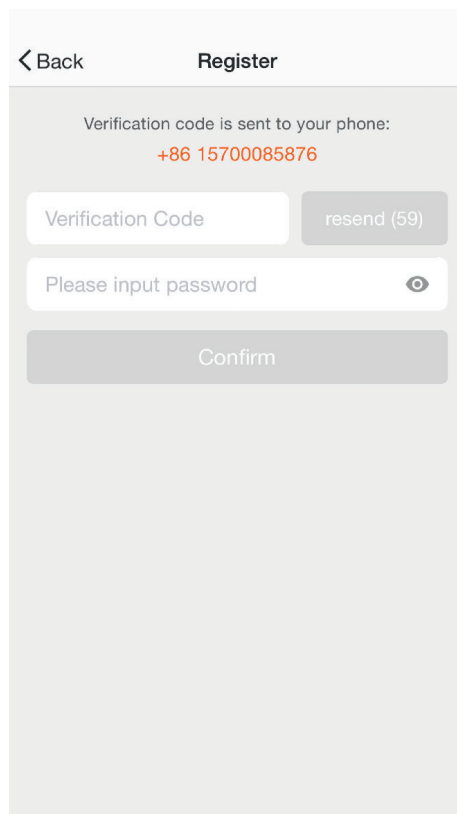 Back Register
Verification code is sent to your phone:
+86 15700085876
Verification Code resend (59)
Please input password
Confirm